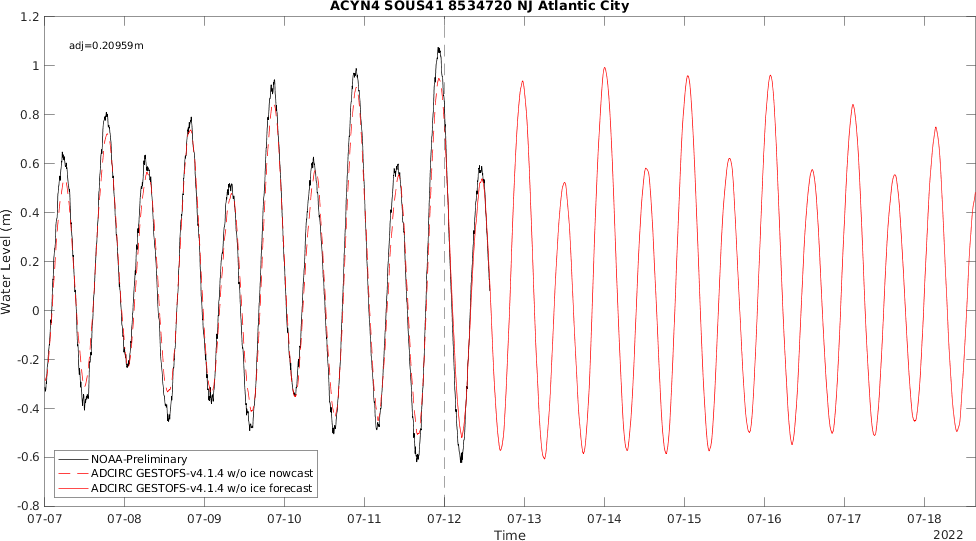 ACYN4 SOUS41 8534720 NJ Atlantic City
adj=0.20959m
1.2
1
0.8
0.6
0.4
0.2
0
-0.2
-0.4
-0.6
-0.8
Water Level (m)
NOAA-Preliminary
ADCIRC GESTOFS-v4.1.4 w/o ice nowcast
ADCIRC GESTOFS-v4.1.4 w/o ice forecast
07-07 07-08 07-09 07-10 07-11 07-12 07-13 07-14 07-15 07-16 07-17 07-18
Time
2022